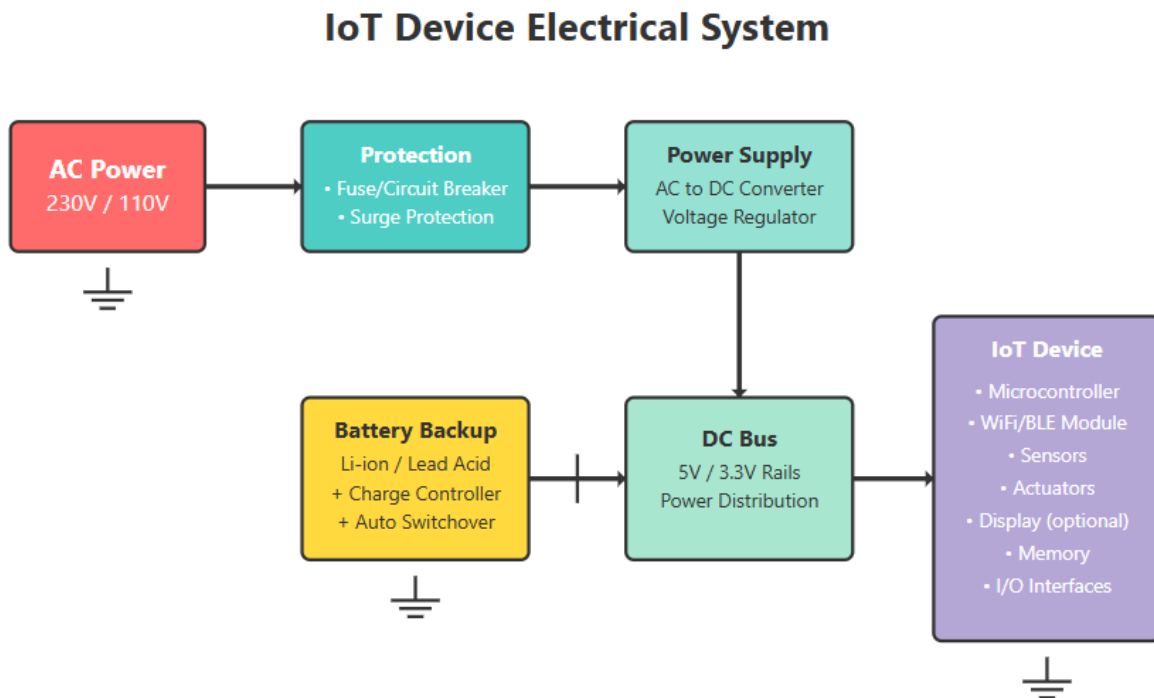 IoT Device Electrical System
AC Power
230V / 110V
Protection
• Fuse/Circuit Breaker
• Surge Protection
Power Supply
AC to DC Converter
Voltage Regulator
Battery Backup
Li-ion / Lead Acid
+ Charge Controller
+ Auto Switchover
DC Bus
5V / 3.3V Rails
Power Distribution
IoT Device
• Microcontroller
• WiFi/BLE Module
• Sensors
• Actuators
• Display (optional)
• Memory
• I/O Interfaces